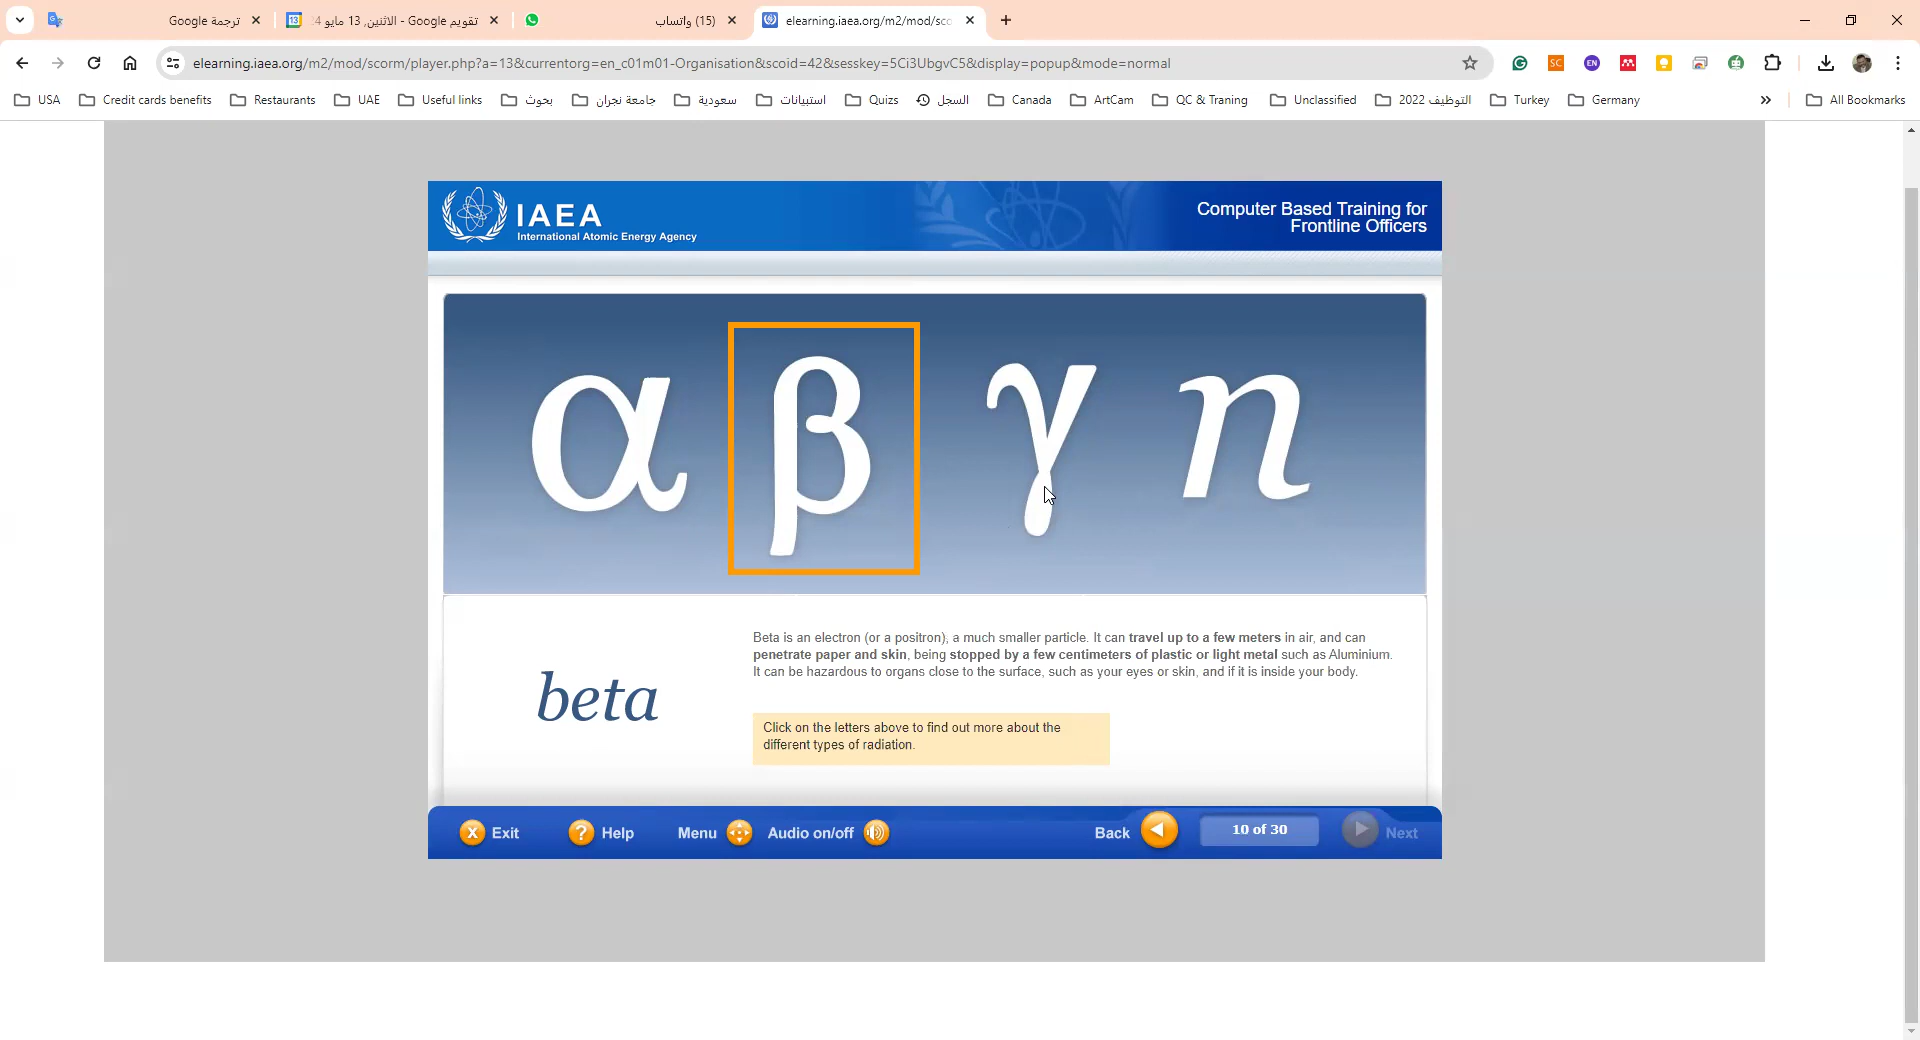 ترجمة Google
تقويم Google - الاثنين, 13 مايو 24
(15) واتساب
elearning.iaea.org/m2/mod/sco
elearning.iaea.org/m2/mod/scorm/player.php?a=13&currentorg=en_c01m01-Organisation&scoid=42&sesskey=5Ci3UbgvC5&display=popup&mode=normal
USA
Credit cards benefits
Restaurants
UAE
Useful links
بحوث
جامعة نجران
سعودية
استبيانات
Quizs
السجل
Canada
ArtCam
QC & Traning
Unclassified
التوظيف 2022
Turkey
Germany
All Bookmarks
IAEA
International Atomic Energy Agency
Computer Based Training for
Frontline Officers
α β γ n
beta
Beta is an electron (or a positron), a much smaller particle. It can travel up to a few meters in air, and can
penetrate paper and skin, being stopped by a few centimeters of plastic or light metal such as Aluminium.
It can be hazardous to organs close to the surface, such as your eyes or skin, and if it is inside your body.
Click on the letters above to find out more about the
different types of radiation.
Exit
Help
Menu
Audio on/off
Back
10 of 30
Next